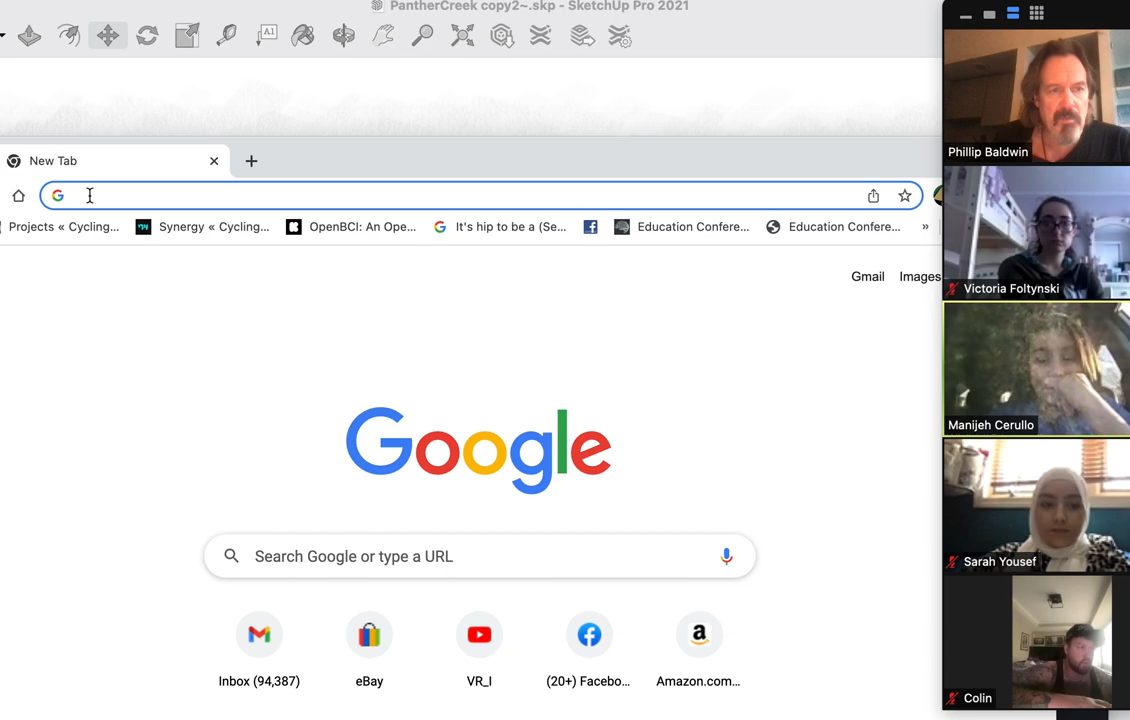 PantherCreek copy2~.skp - SketchUp Pro 2021
A1
New Tab
Projects « Cycling...
Synergy « Cycling...
OpenBCI: An Ope...
It's hip to be a (Se...
Education Confere...
Education Confere...
»
Gmail
Images
Google
Search Google or type a URL
Inbox (94,387)
eBay
VR_I
(20+) Facebo...
Amazon.com...
Phillip Baldwin
Victoria Foltynski
Manijeh Cerullo
Sarah Yousef
Colin